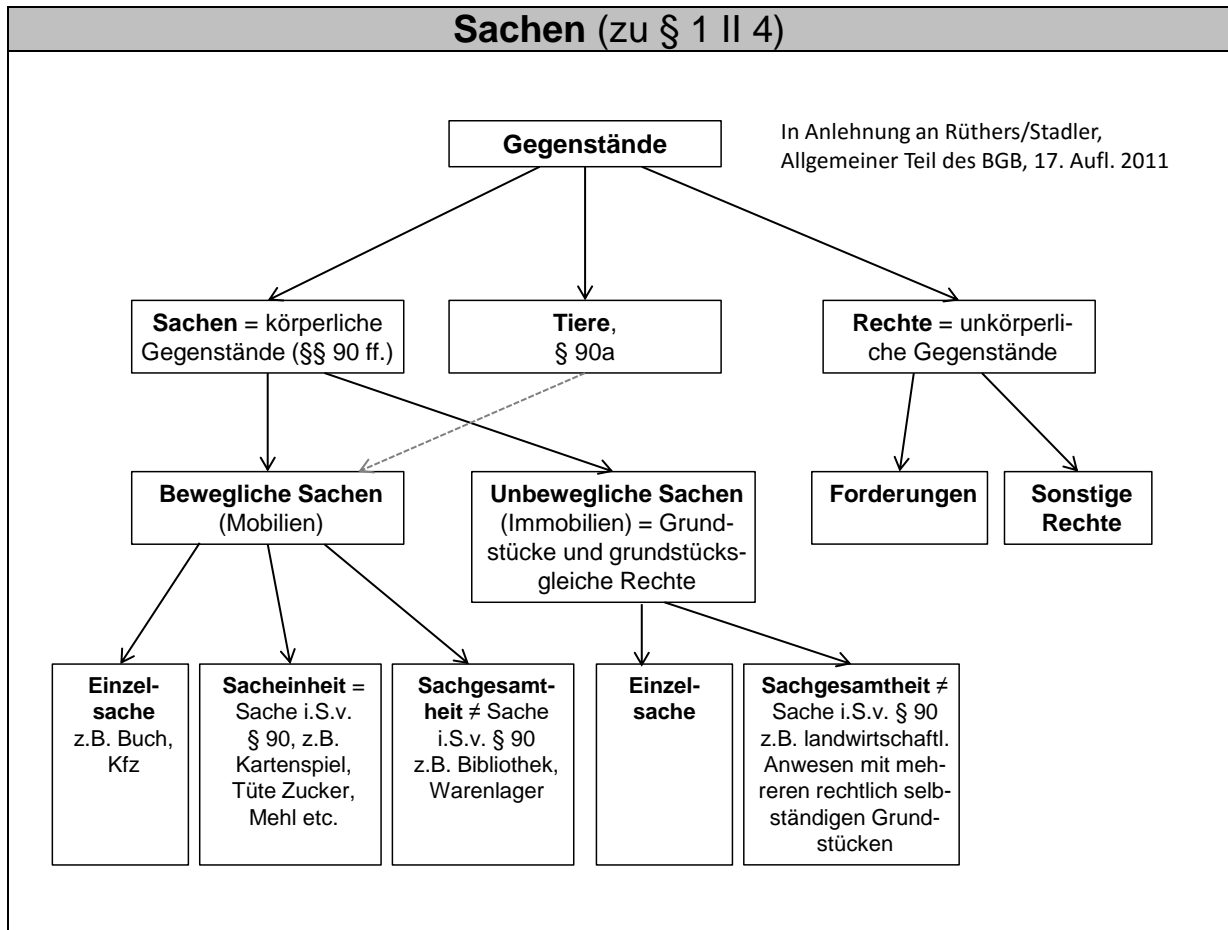 Sachen (zu § 1 II 4)
Gegenstände
In Anlehnung an Rüthers/Stadler,
Allgemeiner Teil des BGB, 17. Aufl. 2011
Sachen = körperliche
Gegenstände (§§ 90 ff.)
Tiere,
§ 90a
Rechte = unkörperli-
che Gegenstände
Bewegliche Sachen
(Mobilien)
Unbewegliche Sachen
(Immobilien) = Grund-
stücke und grundstücks-
gleiche Rechte
Forderungen
Sonstige
Rechte
Einzel-
sache
z.B. Buch,
Kfz
Sacheinheit =
Sache i.S.v.
§ 90, z.B.
Kartenspiel,
Tüte Zucker,
Mehl etc.
Sachgesamt-
heit ≠ Sache
i.S.v. § 90
z.B. Bibliothek,
Warenlager
Einzel-
sache
Sachgesamtheit ≠
Sache i.S.v. § 90
z.B. landwirtschaftl.
Anwesen mit meh-
reren rechtlich selb-
ständigen Grund-
stücken